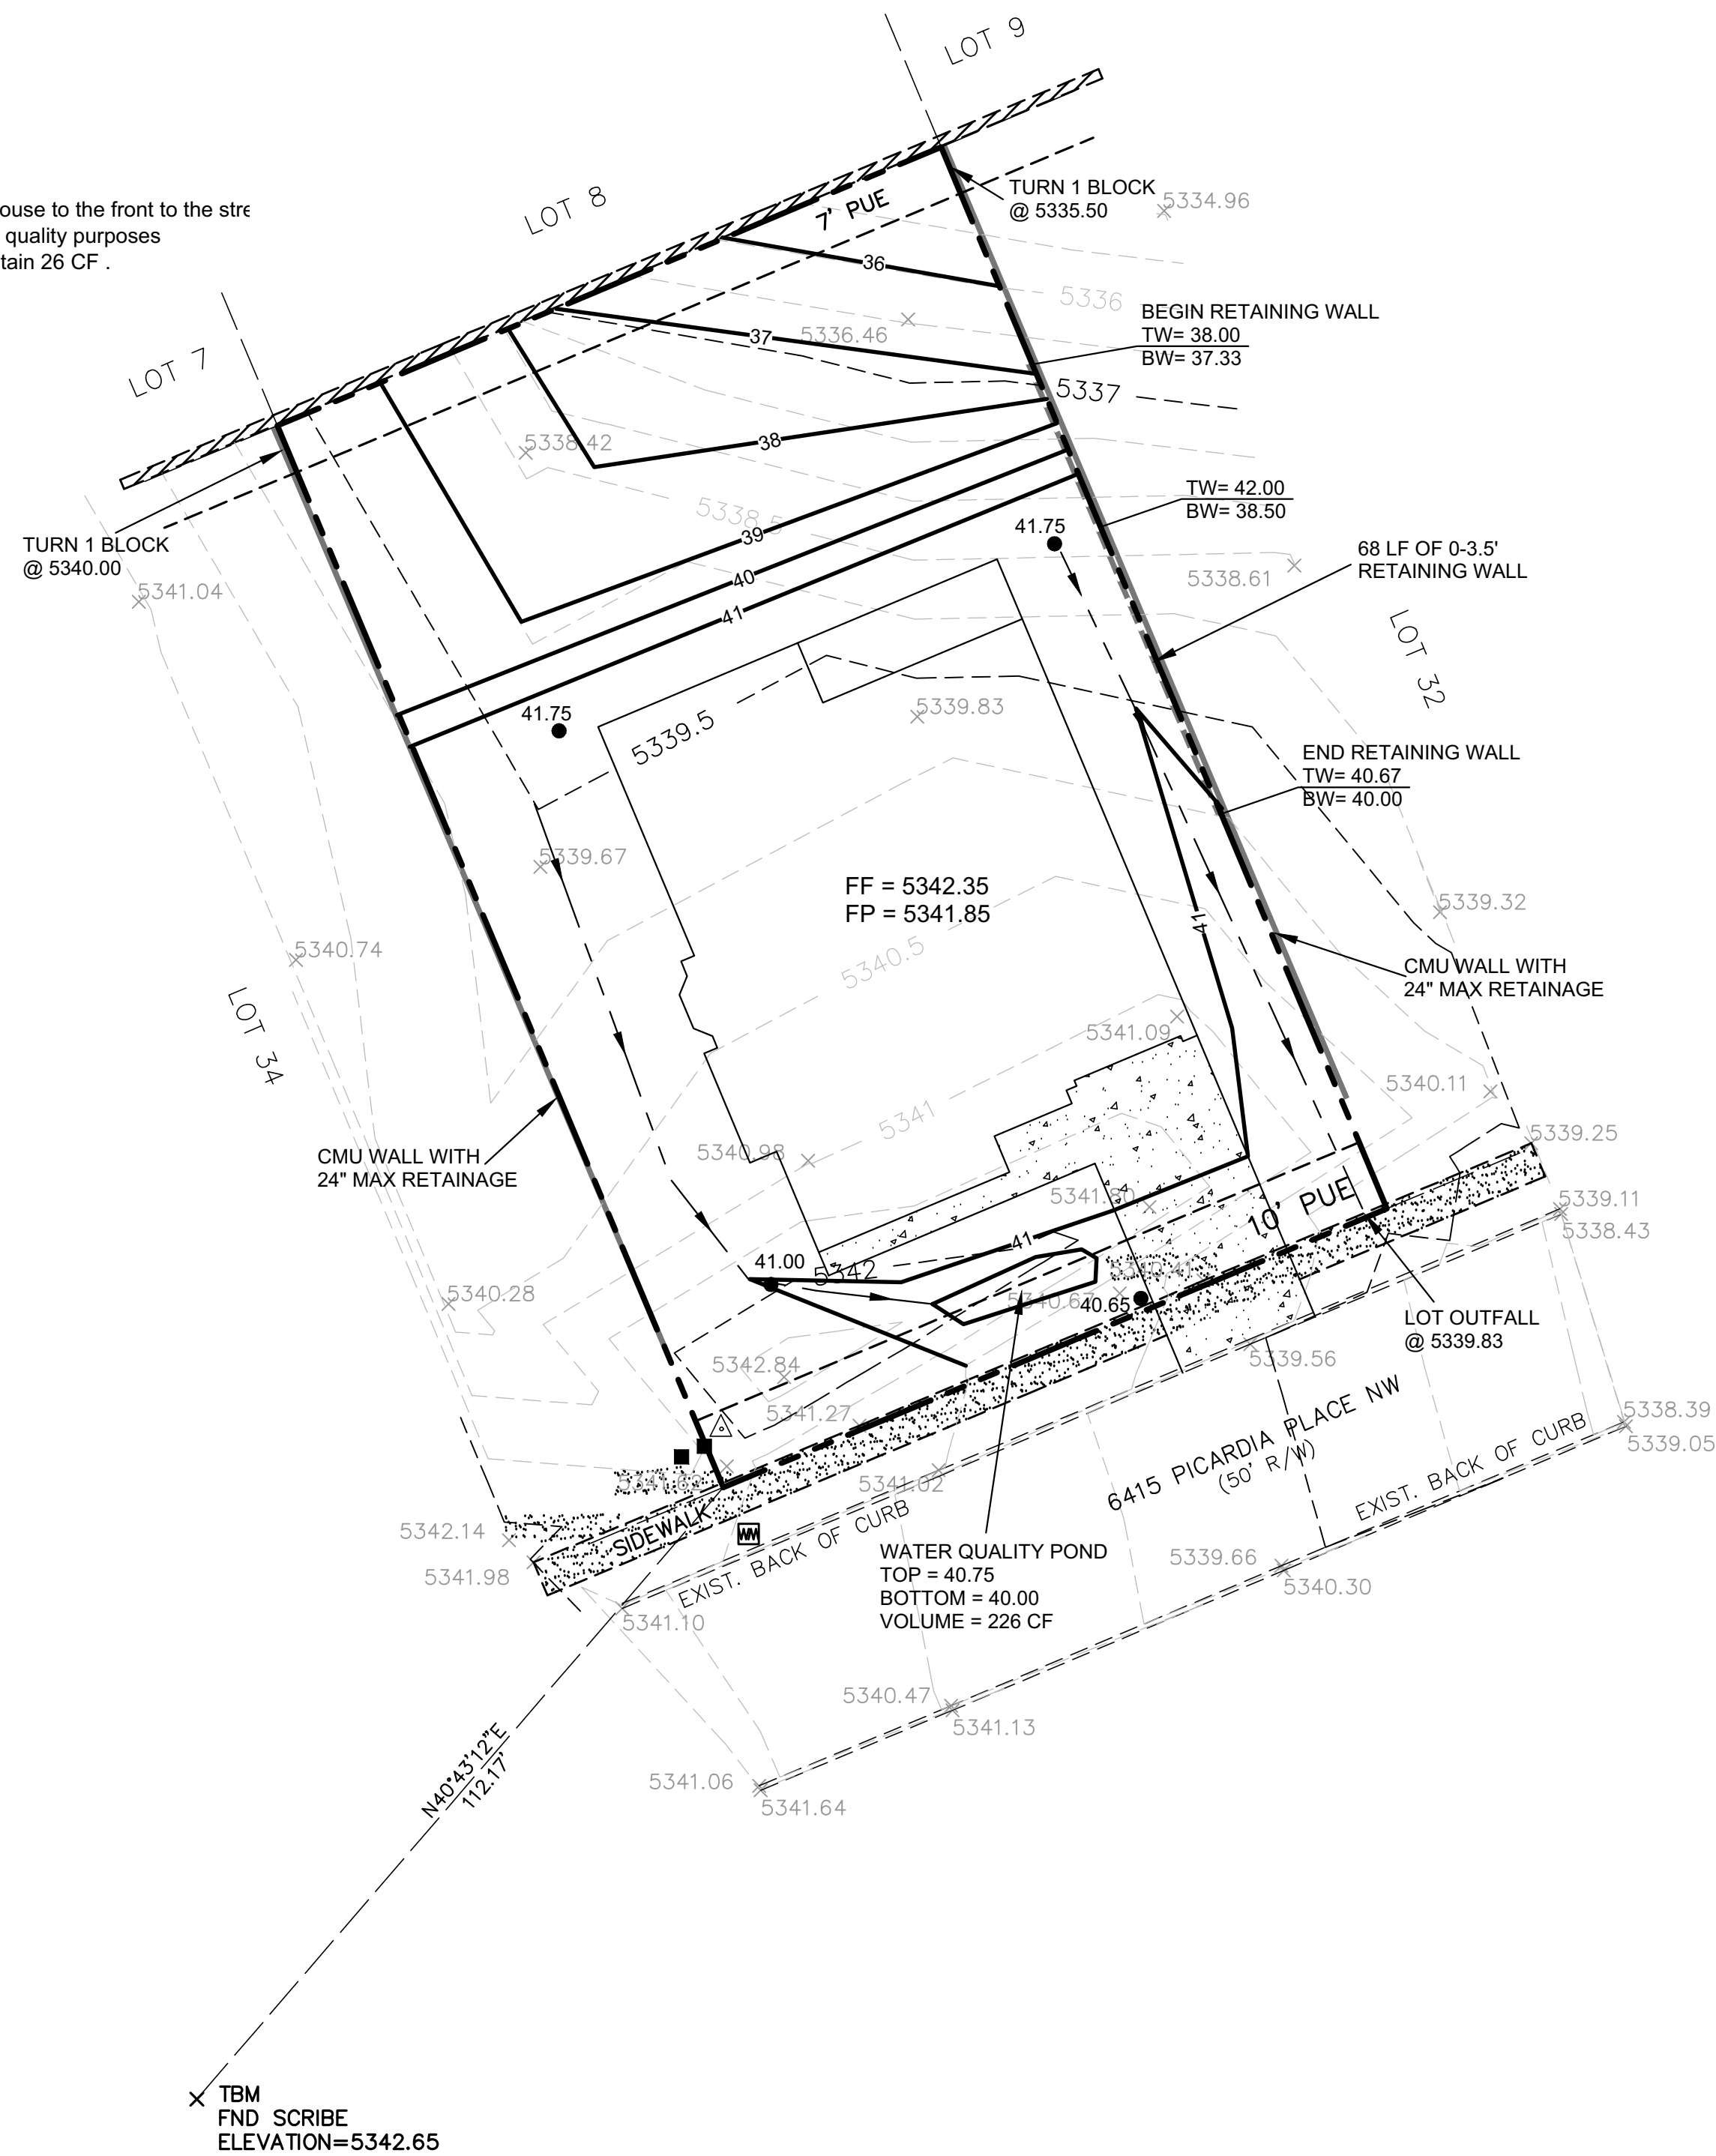 LOT 9
ouse to the front to the stre
quality purposes
tain 26 CF .
LOT 8
7' PUE
TURN 1 BLOCK
@ 5335.50
5334.96
36
5336
BEGIN RETAINING WALL
TW= 38.00
BW= 37.33
37
5336.46
LOT 7
5337
38
5338.42
TW= 42.00
BW= 38.50
5338.5
39
41.75
TURN 1 BLOCK
@ 5340.00
5341.04
40
41
5338.61
68 LF OF 0-3.5'
RETAINING WALL
LOT 32
41.75
5339.5
5339.83
END RETAINING WALL
TW= 40.67
BW= 40.00
5339.67
FF = 5342.35
FP = 5341.85
41
5339.32
5340.74
5340.5
CMU WALL WITH
24" MAX RETAINAGE
LOT 34
5341.09
5340.11
5341
5340.98
5339.25
CMU WALL WITH
24" MAX RETAINAGE
5341.80
10' PUE
5339.11
5338.43
41
41.00
5342
5340.41
5340.28
5340.67
40.65
LOT OUTFALL
@ 5339.83
5342.84
5339.56
5341.27
6415 PICARDIA PLACE NW
(50' R/W)
5338.39
5339.05
5341.62
5341.02
EXIST. BACK OF CURB
5342.14
SIDEWALK
WM
5341.98
EXIST. BACK OF CURB
WATER QUALITY POND
TOP = 40.75
BOTTOM = 40.00
VOLUME = 226 CF
5339.66
5340.30
5341.10
5340.47
5341.13
N40°43'12"E
112.17'
5341.06
5341.64
TBM
FND SCRIBE
ELEVATION=5342.65